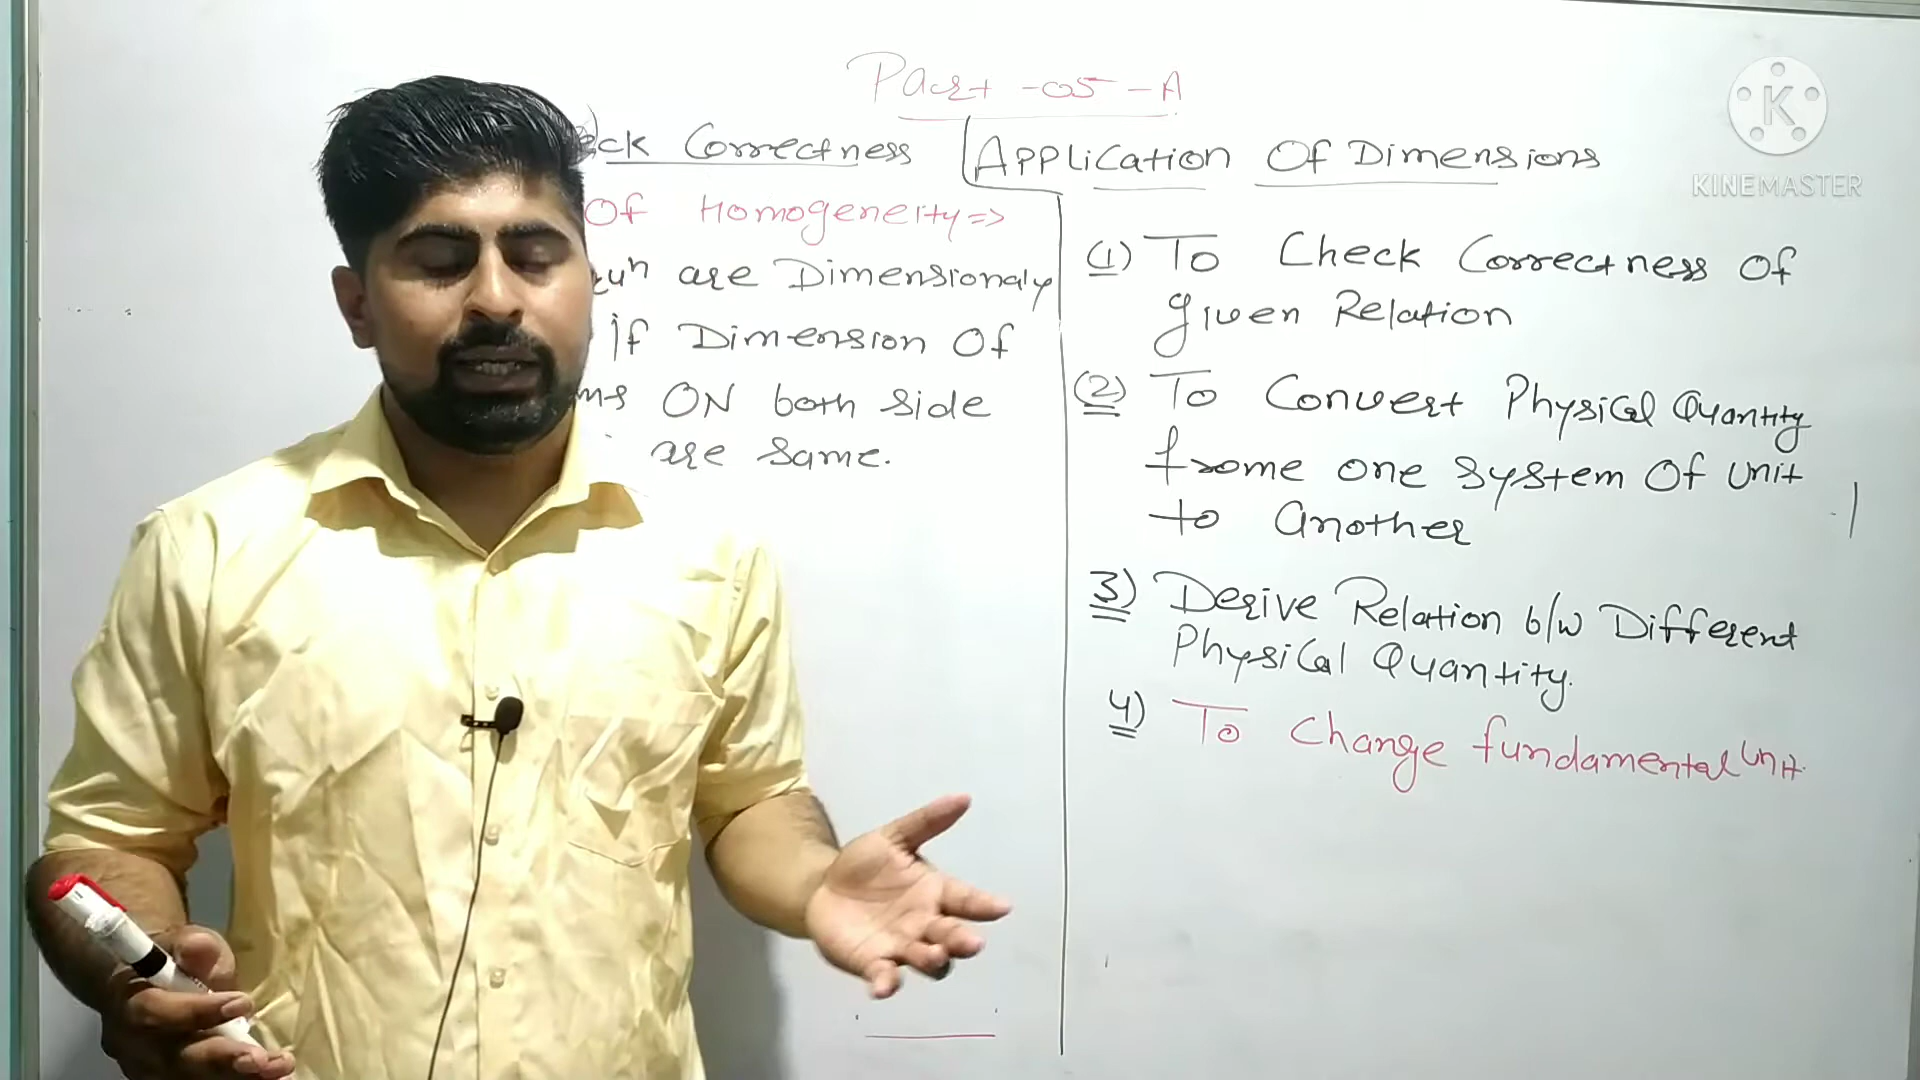 Part -05 -A
ck Correctness
Of Homogeneity=>
are Dimensionaly
if Dimension Of
ON both side
are same.
Application Of Dimensions
(1) To Check Correctness Of
given Relation
(2) To Convert Physical Quantity
frome one system Of Unit
to Another
3) Derive Relation b/w Different
Physical Quantity.
4) To Change fundamental Unit.
K
KINEMASTER